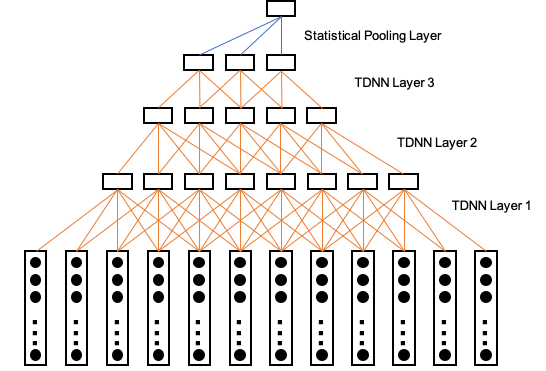 Statistical Pooling Layer
TDNN Layer 3
TDNN Layer 2
TDNN Layer 1